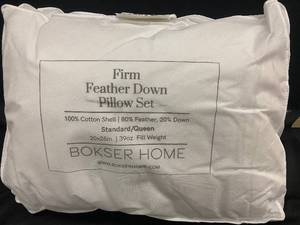 Firm
Feather Down
Pillow Set
100% Cotton Shell | 80% Feather, 20% Down
Standard/Queen
20x28in. | 39oz. Fill Weight
BOKSER HOME